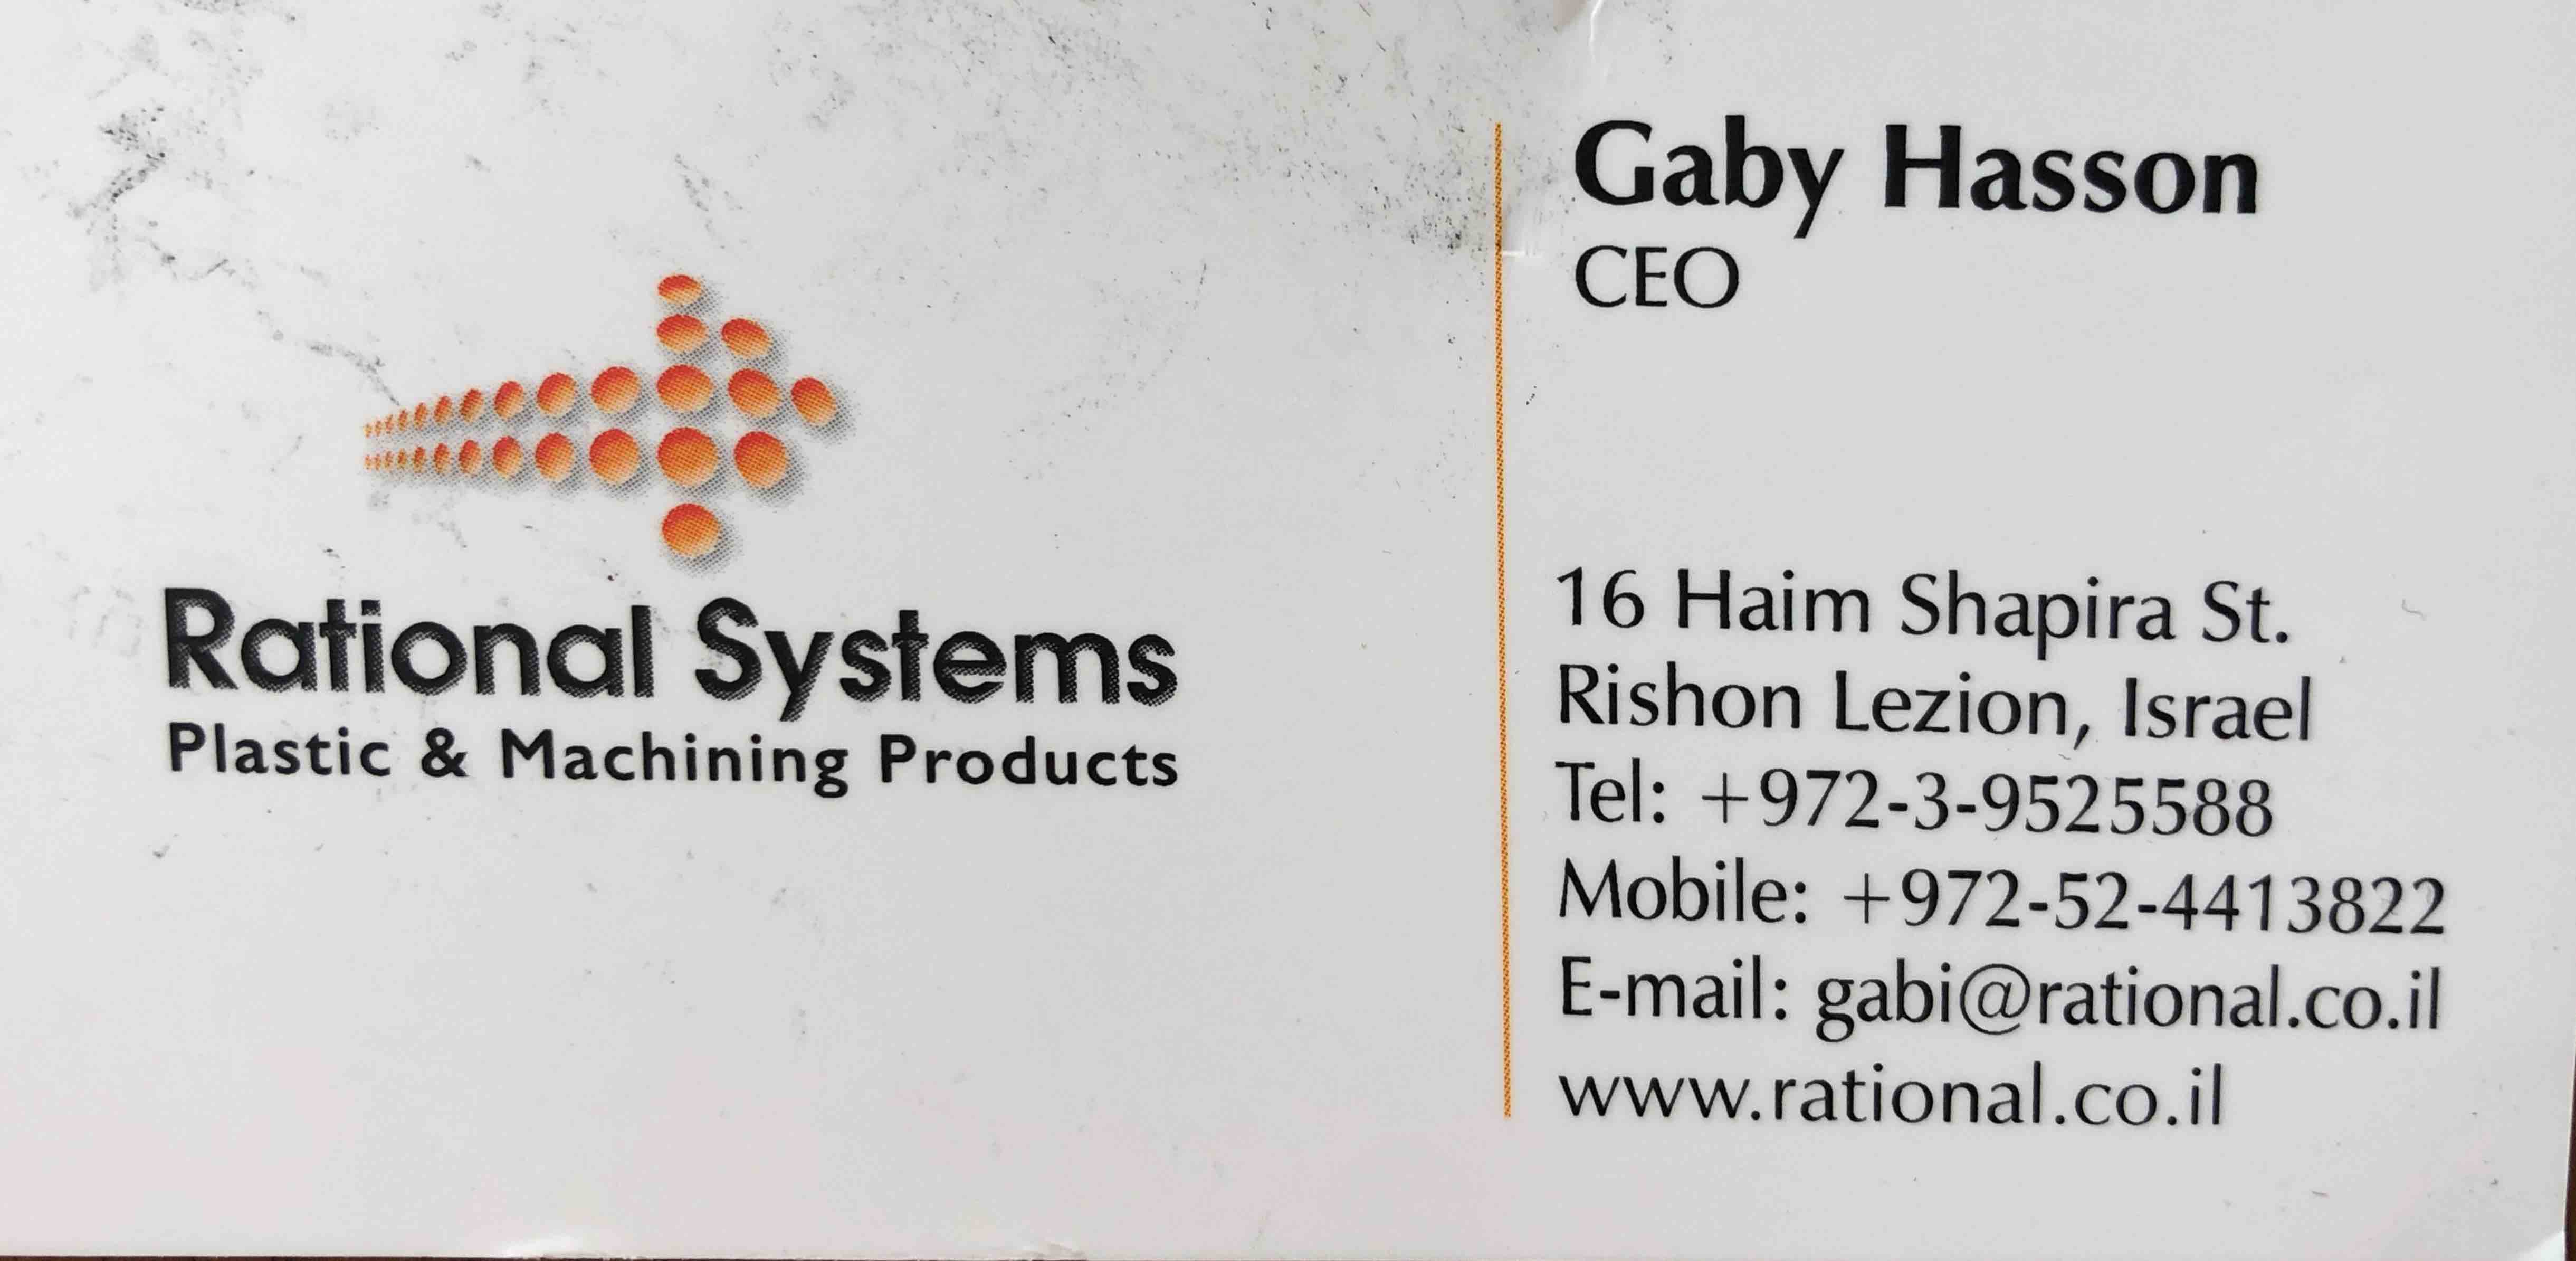 Rational Systems
Plastic & Machining Products
Gaby Hasson
CEO
16 Haim Shapira St.
Rishon Lezion, Israel
Tel: +972-3-9525588
Mobile: +972-52-4413822
E-mail: gabi@rational.co.il
www.rational.co.il